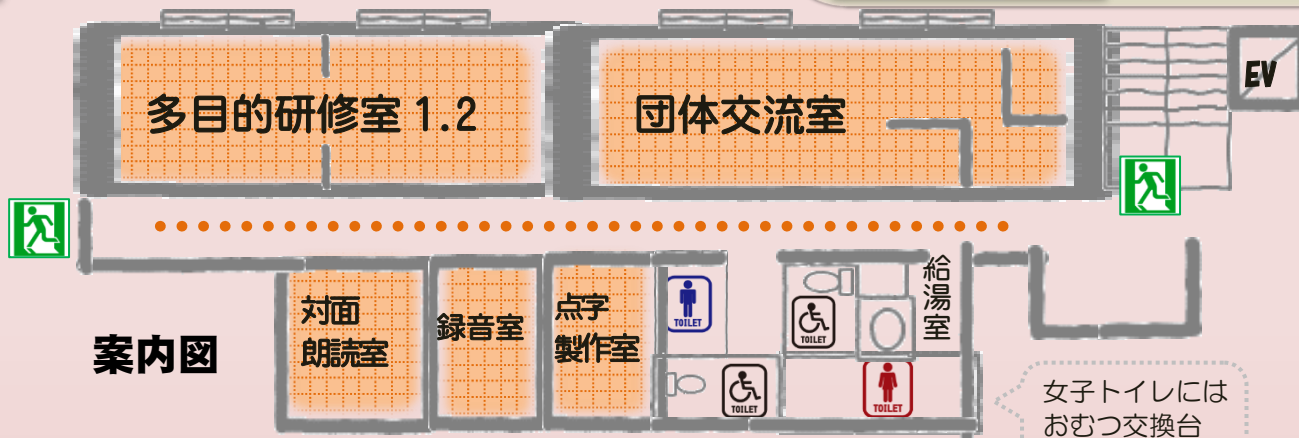 多目的研修室 1.2
団体交流室
EV
対面
朗読室
録音室
点字
製作室
TOILET
TOILET
TOILET
TOILET
給湯室
案内図
女子トイレには
おむつ交換台